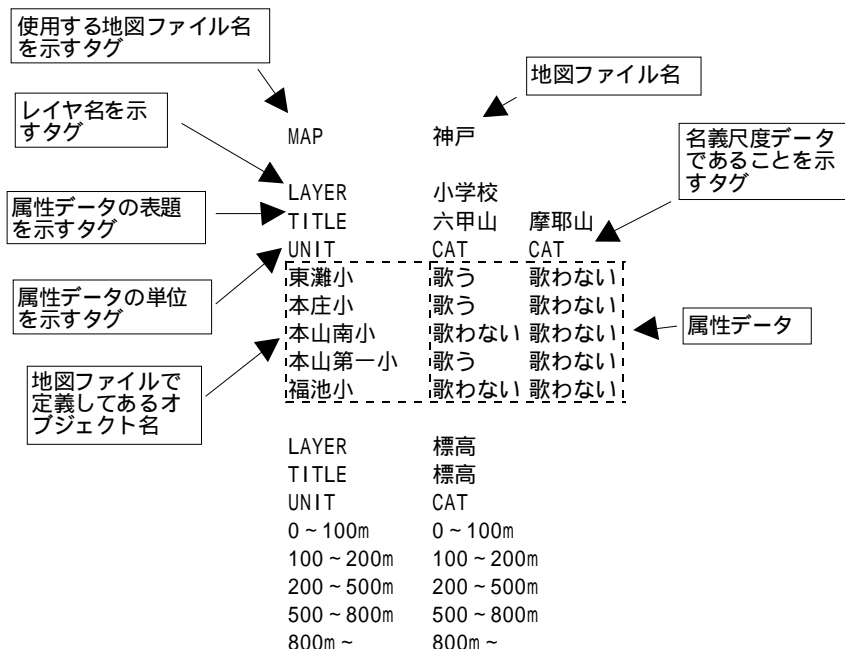 使用する地図ファイル名
を示すタグ
地図ファイル名
レイヤ名を示
すタグ
MAP 神戸
名義尺度データ
であることを示
すタグ
属性データの表題
を示すタグ
LAYER 小学校
TITLE 六甲山 摩耶山
UNIT CAT CAT
属性データの単位
を示すタグ
東灘小 歌う 歌わない
本庄小 歌う 歌わない
本山南小 歌わない 歌わない
本山第一小 歌う 歌わない
福池小 歌わない 歌わない
属性データ
地図ファイルで
定義してあるオ
ブジェクト名
LAYER 標高
TITLE 標高
UNIT CAT
0~100m 0~100m
100~200m 100~200m
200~500m 200~500m
500~800m 500~800m
800m~ 800m~